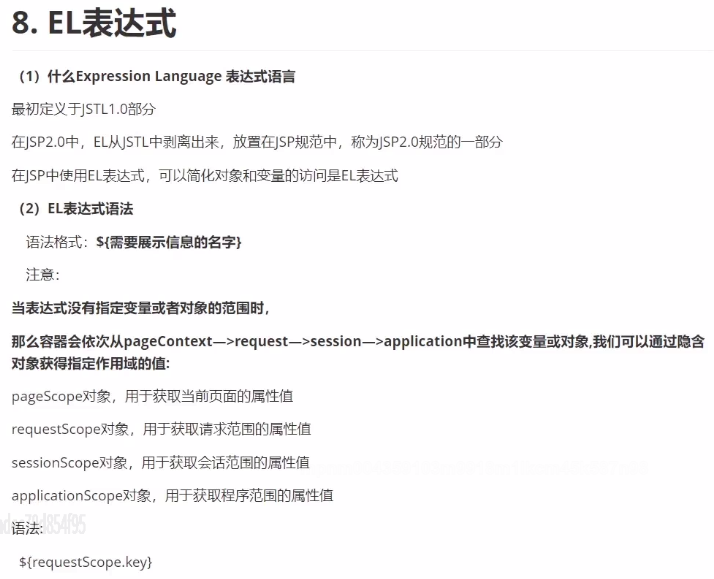 8. EL表达式
（1）什么Expression Language 表达式语言
最初定义于JSTL1.0部分
在JSP2.0中，EL从JSTL中剥离出来，放置在JSP规范中，称为JSP2.0规范的一部分
在JSP中使用EL表达式，可以简化对象和变量的访问是EL表达式
（2）EL表达式语法
语法格式：${需要展示信息的名字}
注意：
当表达式没有指定变量或者对象的范围时，
那么容器会依次从pageContext—>request—>session—>application中查找该变量或对象,我们可以通过隐含
对象获得指定作用域的值:
pageScope对象，用于获取当前页面的属性值
requestScope对象，用于获取请求范围的属性值
sessionScope对象，用于获取会话范围的属性值
applicationScope对象，用于获取程序范围的属性值
语法:
${requestScope.key}